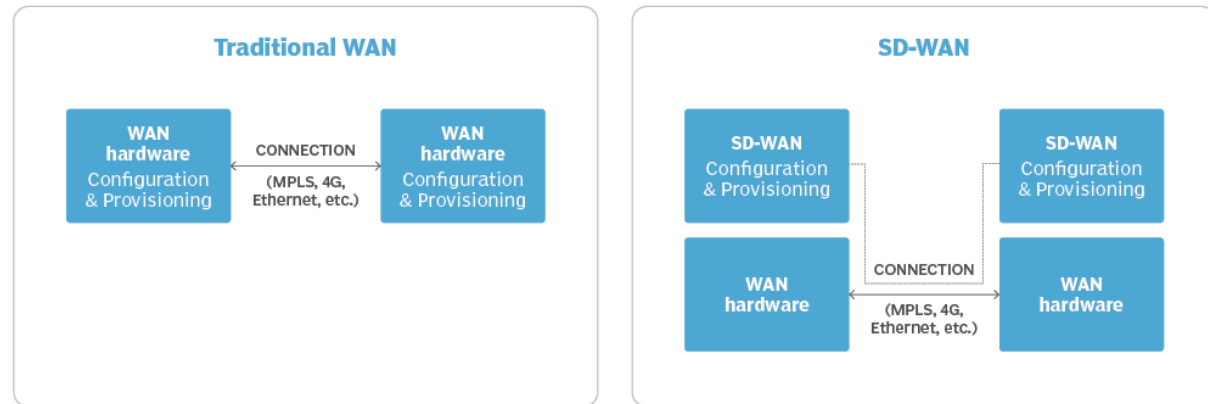 Traditional WAN
WAN
hardware
Configuration
& Provisioning
CONNECTION
(MPLS, 4G,
Ethernet, etc.)
WAN
hardware
Configuration
& Provisioning
SD-WAN
SD-WAN
Configuration
& Provisioning
SD-WAN
Configuration
& Provisioning
WAN
hardware
CONNECTION
(MPLS, 4G,
Ethernet, etc.)
WAN
hardware